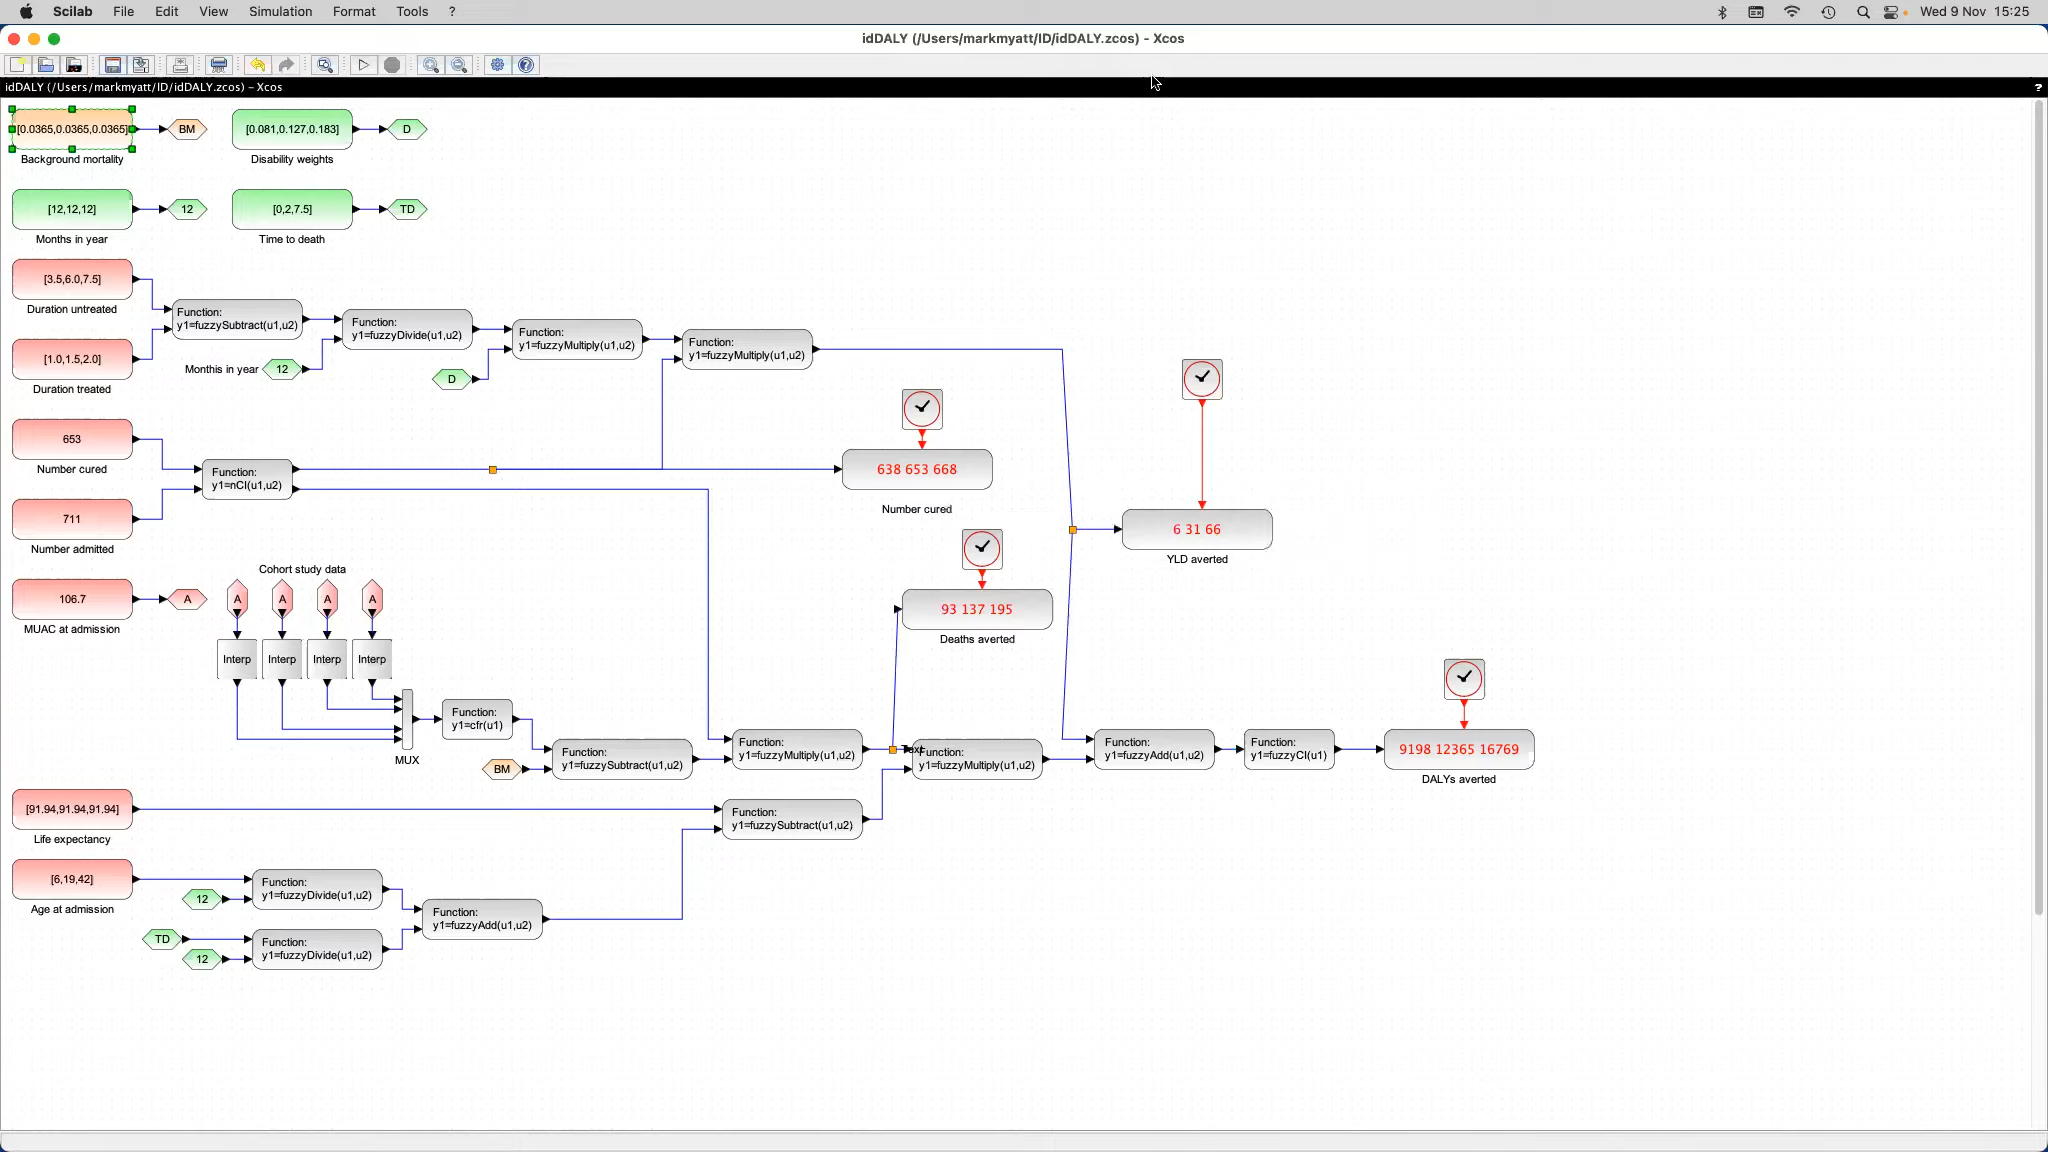 Scilab File Edit View Simulation Format Tools ? Wed 9 Nov 15:25
idDALY (/Users/markmyatt/ID/idDALY.zcos) - Xcos
idDALY (/Users/markmyatt/ID/idDALY.zcos) - Xcos ?
[0.0365,0.0365,0.0365] BM [0.081,0.127,0.183] D
Background mortality Disability weights
[12,12,12] 12 [0,2,7.5] TD
Months in year Time to death
[3.5,6.0,7.5]
Duration untreated
Function:
y1=fuzzySubtract(u1,u2)
Function:
y1=fuzzyDivide(u1,u2)
Function:
y1=fuzzyMultiply(u1,u2)
Function:
y1=fuzzyMultiply(u1,u2)
[1.0,1.5,2.0]
Duration treated
Monthis in year 12
D
653
Number cured
Function:
y1=nCI(u1,u2)
638 653 668
Number cured
711
Number admitted
6 31 66
YLD averted
Cohort study data
106.7 A A A A A
MUAC at admission
93 137 195
Deaths averted
Interp Interp Interp Interp
MUX
Function:
y1=cfr(u1)
BM
Function:
y1=fuzzySubtract(u1,u2)
Function:
y1=fuzzyMultiply(u1,u2)
Text
Function:
y1=fuzzyMultiply(u1,u2)
Function:
y1=fuzzyAdd(u1,u2)
Function:
y1=fuzzyCI(u1)
9198 12365 16769
DALYs averted
[91.94,91.94,91.94]
Life expectancy
Function:
y1=fuzzySubtract(u1,u2)
[6,19,42]
Age at admission
12
Function:
y1=fuzzyDivide(u1,u2)
Function:
y1=fuzzyAdd(u1,u2)
TD
12
Function:
y1=fuzzyDivide(u1,u2)